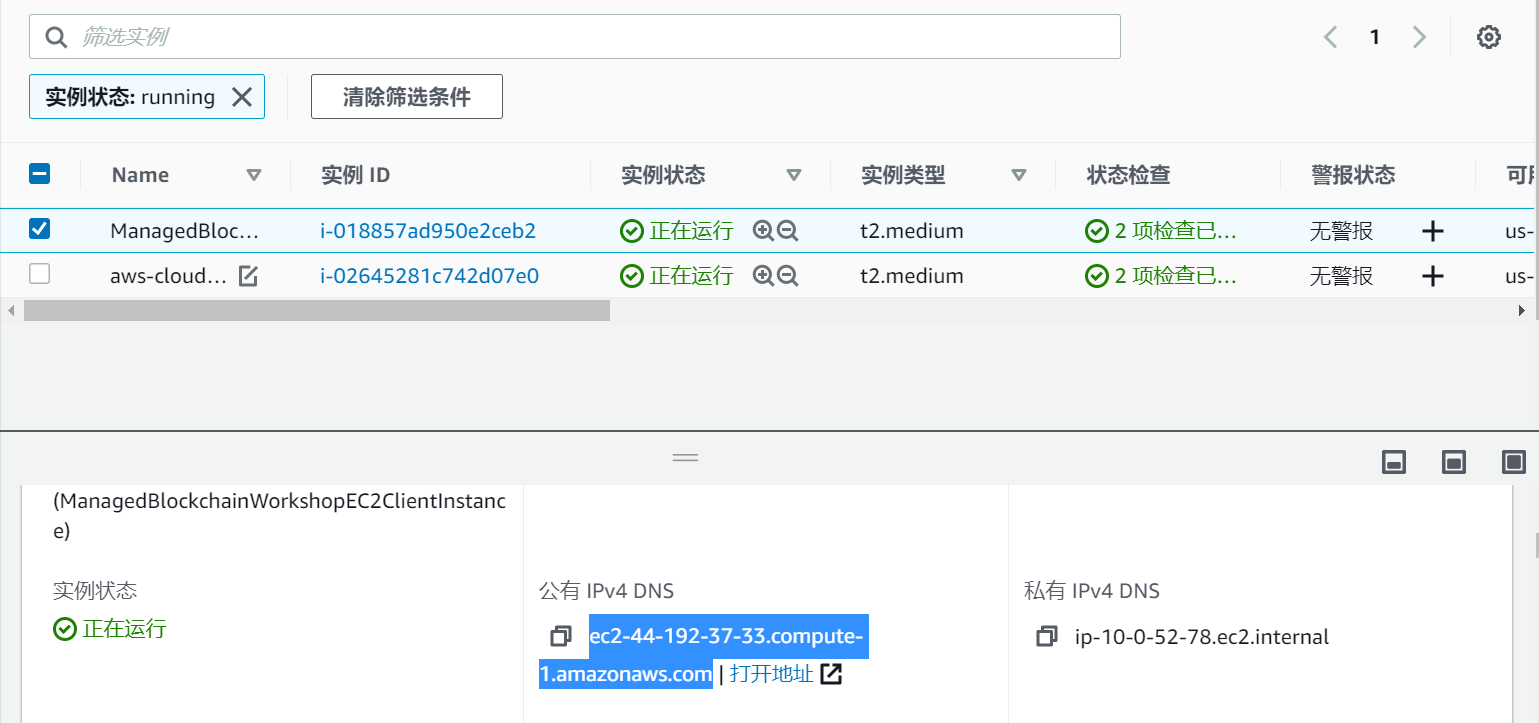 筛选实例
1
实例状态: running
清除筛选条件
Name 实例 ID 实例状态 实例类型 状态检查 警报状态
ManagedBloc... i-018857ad950e2ceb2 正在运行 t2.medium 2 项检查已... 无警报 us-
aws-cloud... i-02645281c742d07e0 正在运行 t2.medium 2 项检查已... 无警报 us-
(ManagedBlockchainWorkshopEC2ClientInstanc
e)
实例状态
正在运行
公有 IPv4 DNS
ec2-44-192-37-33.compute-
1.amazonaws.com | 打开地址
私有 IPv4 DNS
ip-10-0-52-78.ec2.internal